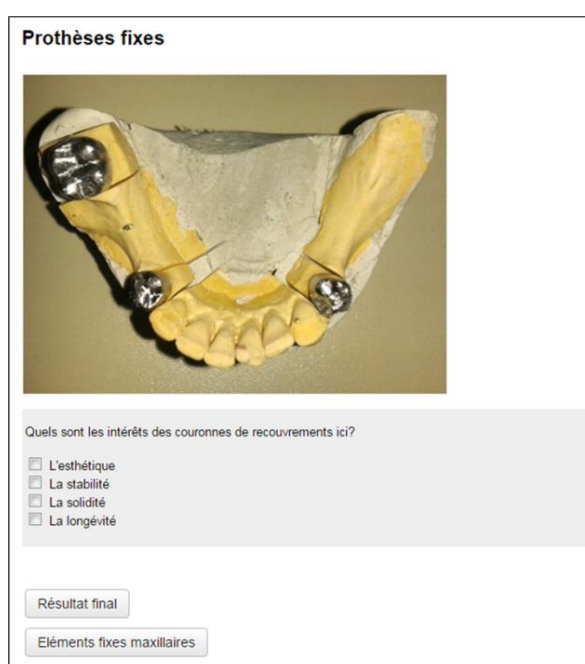 Prothèses fixes
Quels sont les intérêts des couronnes de recouvrements ici?
L'esthétique
La stabilité
La solidité
La longévité
Résultat final
Eléments fixes maxillaires